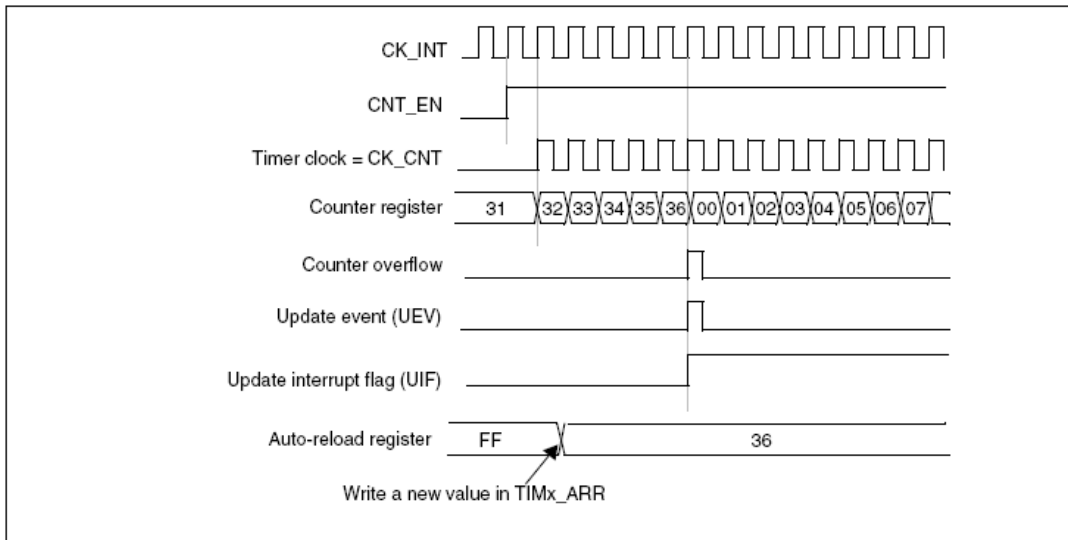 CK_INT
CNT_EN
Timer clock = CK_CNT
Counter register 31 32 33 34 35 36 00 01 02 03 04 05 06 07
Counter overflow
Update event (UEV)
Update interrupt flag (UIF)
Auto-reload register FF 36
Write a new value in TIMx_ARR